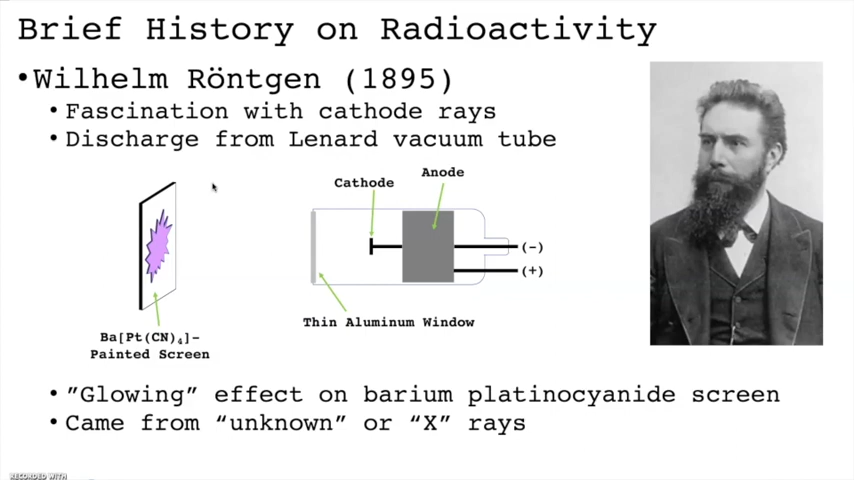 Brief History on Radioactivity
•Wilhelm Röntgen (1895)
•Fascination with cathode rays
•Discharge from Lenard vacuum tube
Anode
Cathode
(-)
(+)
Thin Aluminum Window
Ba[Pt(CN)₄]-
Painted Screen
•”Glowing” effect on barium platinocyanide screen
•Came from “unknown” or “X” rays
RECORDED WITH